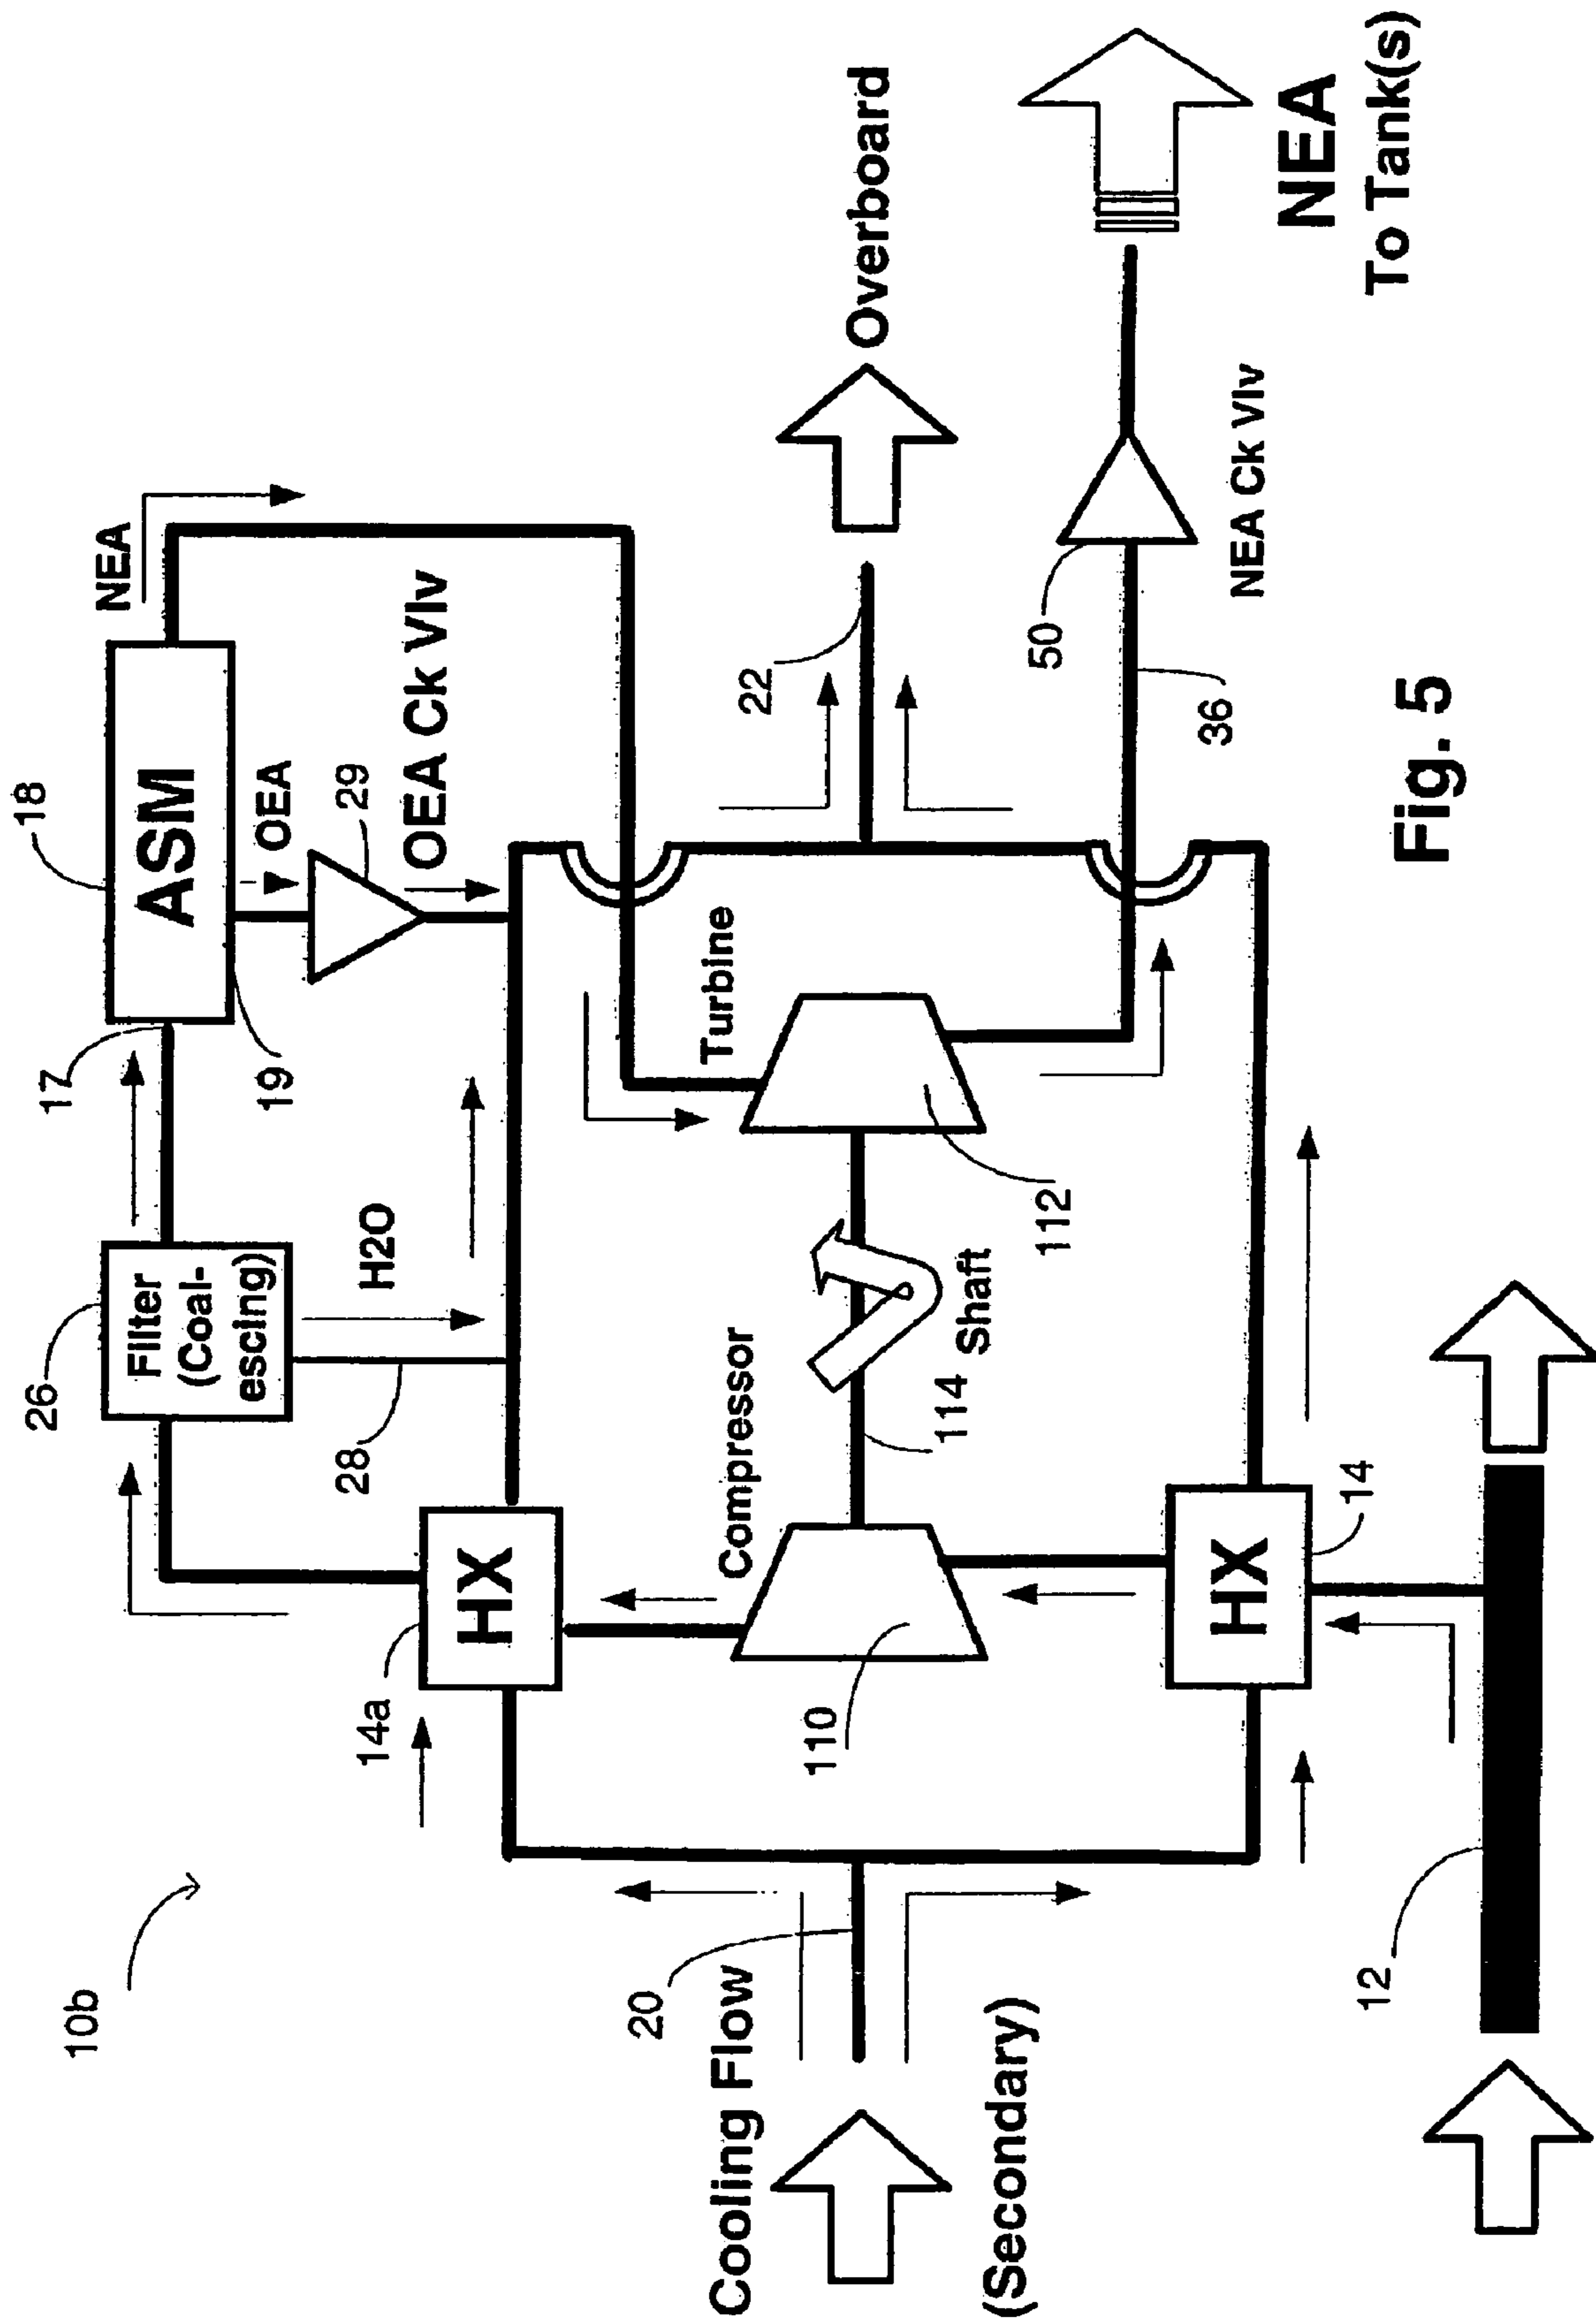 10b
26
Filter
(Coal-
escing)
17
18
ASM
NEA
19
OEA
29
OEA Ck Vlv
H2O
28
14a
HX
Cooling Flow
20
(Secondary)
Compressor
110
114
Shaft
Turbine
112
22
Overboard
50
36
NEA Ck Vlv
NEA
To Tank(s)
HX
14
12
Fig. 5